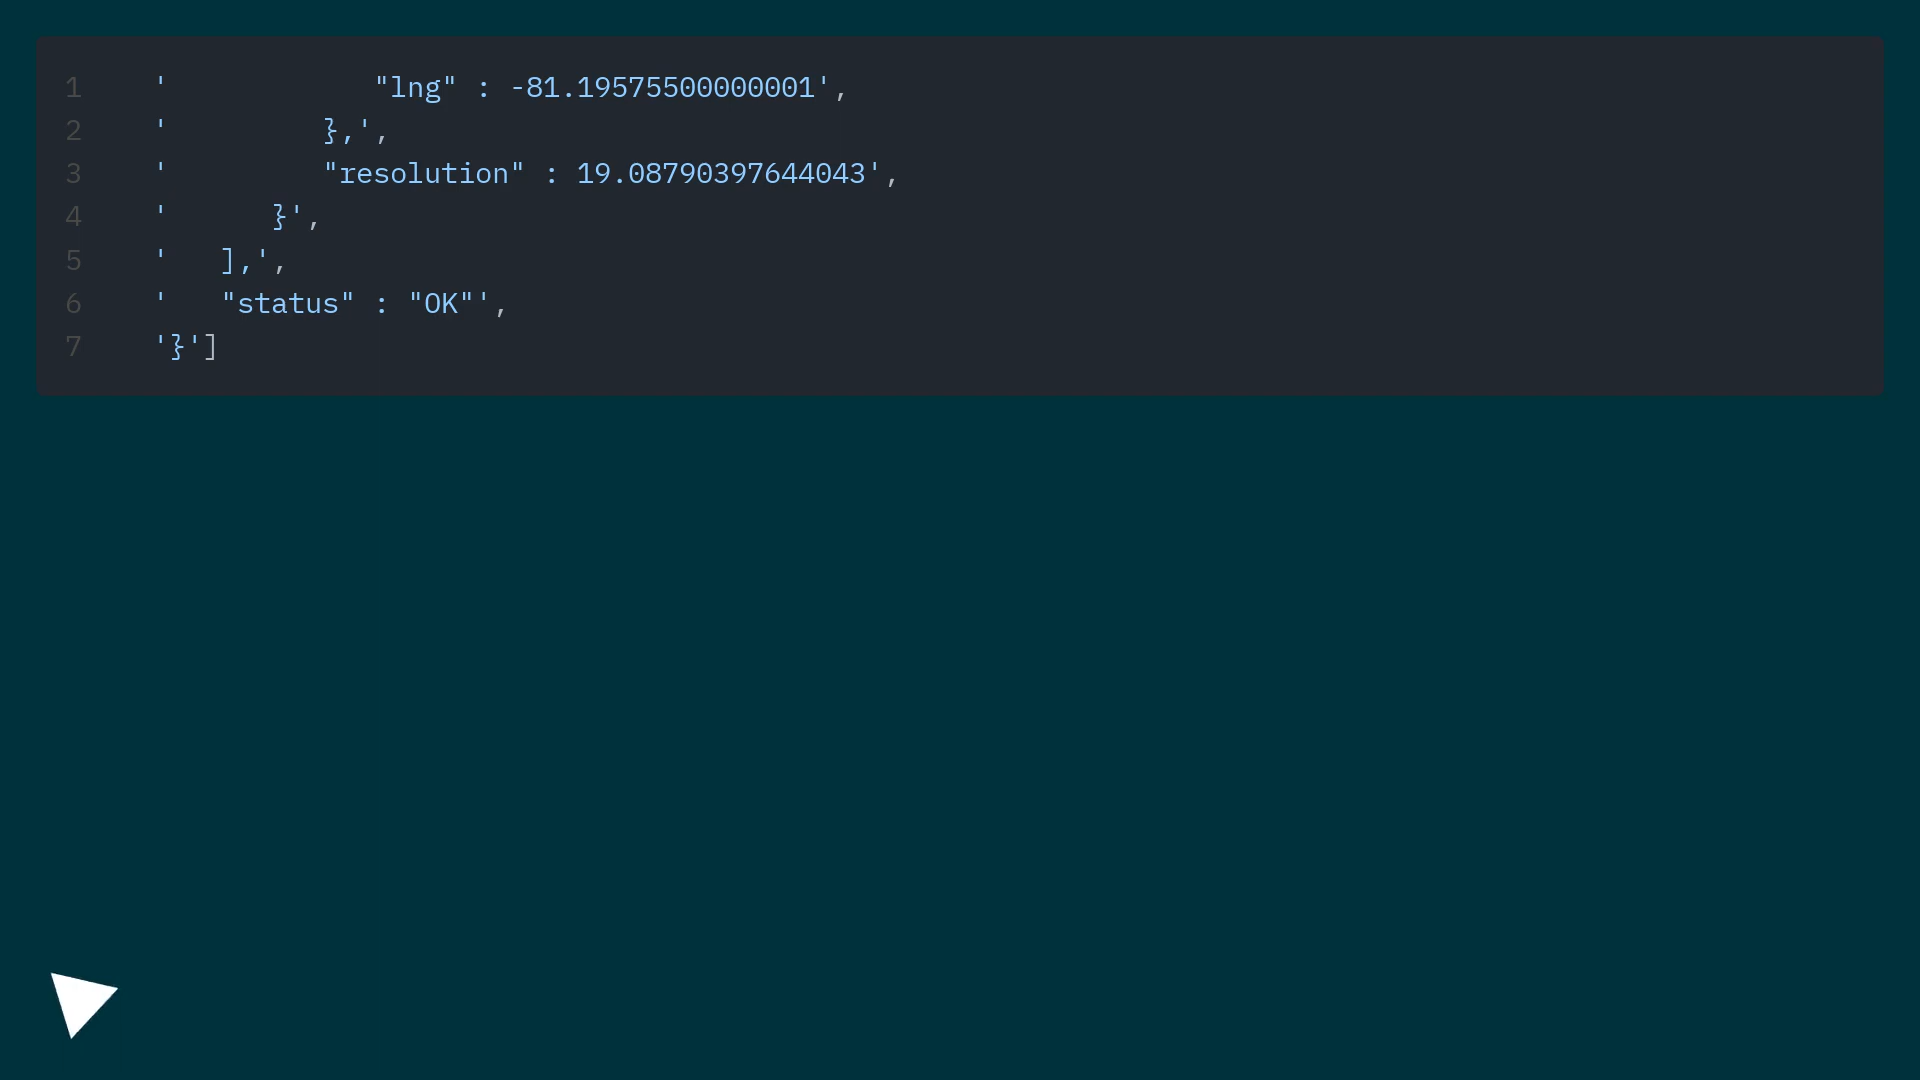 1 '            "lng" : -81.19575500000001',
2 '         },',
3 '         "resolution" : 19.08790397644043',
4 '      }',
5 '   ],',
6 '   "status" : "OK"',
7 '}']